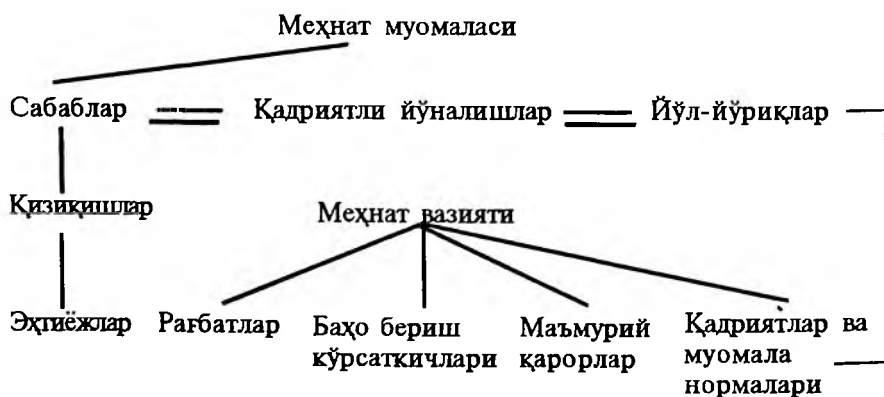 Меҳнат муомаласи
Сабаблар Қадриятли йўналишлар Йўл-йўриқлар
Қизиқишлар Меҳнат вазияти
Эҳтиёжлар Рағбатлар Баҳо бериш Маъмурий Қадриятлар ва
кўрсаткичлари қарорлар муомала
нормалари